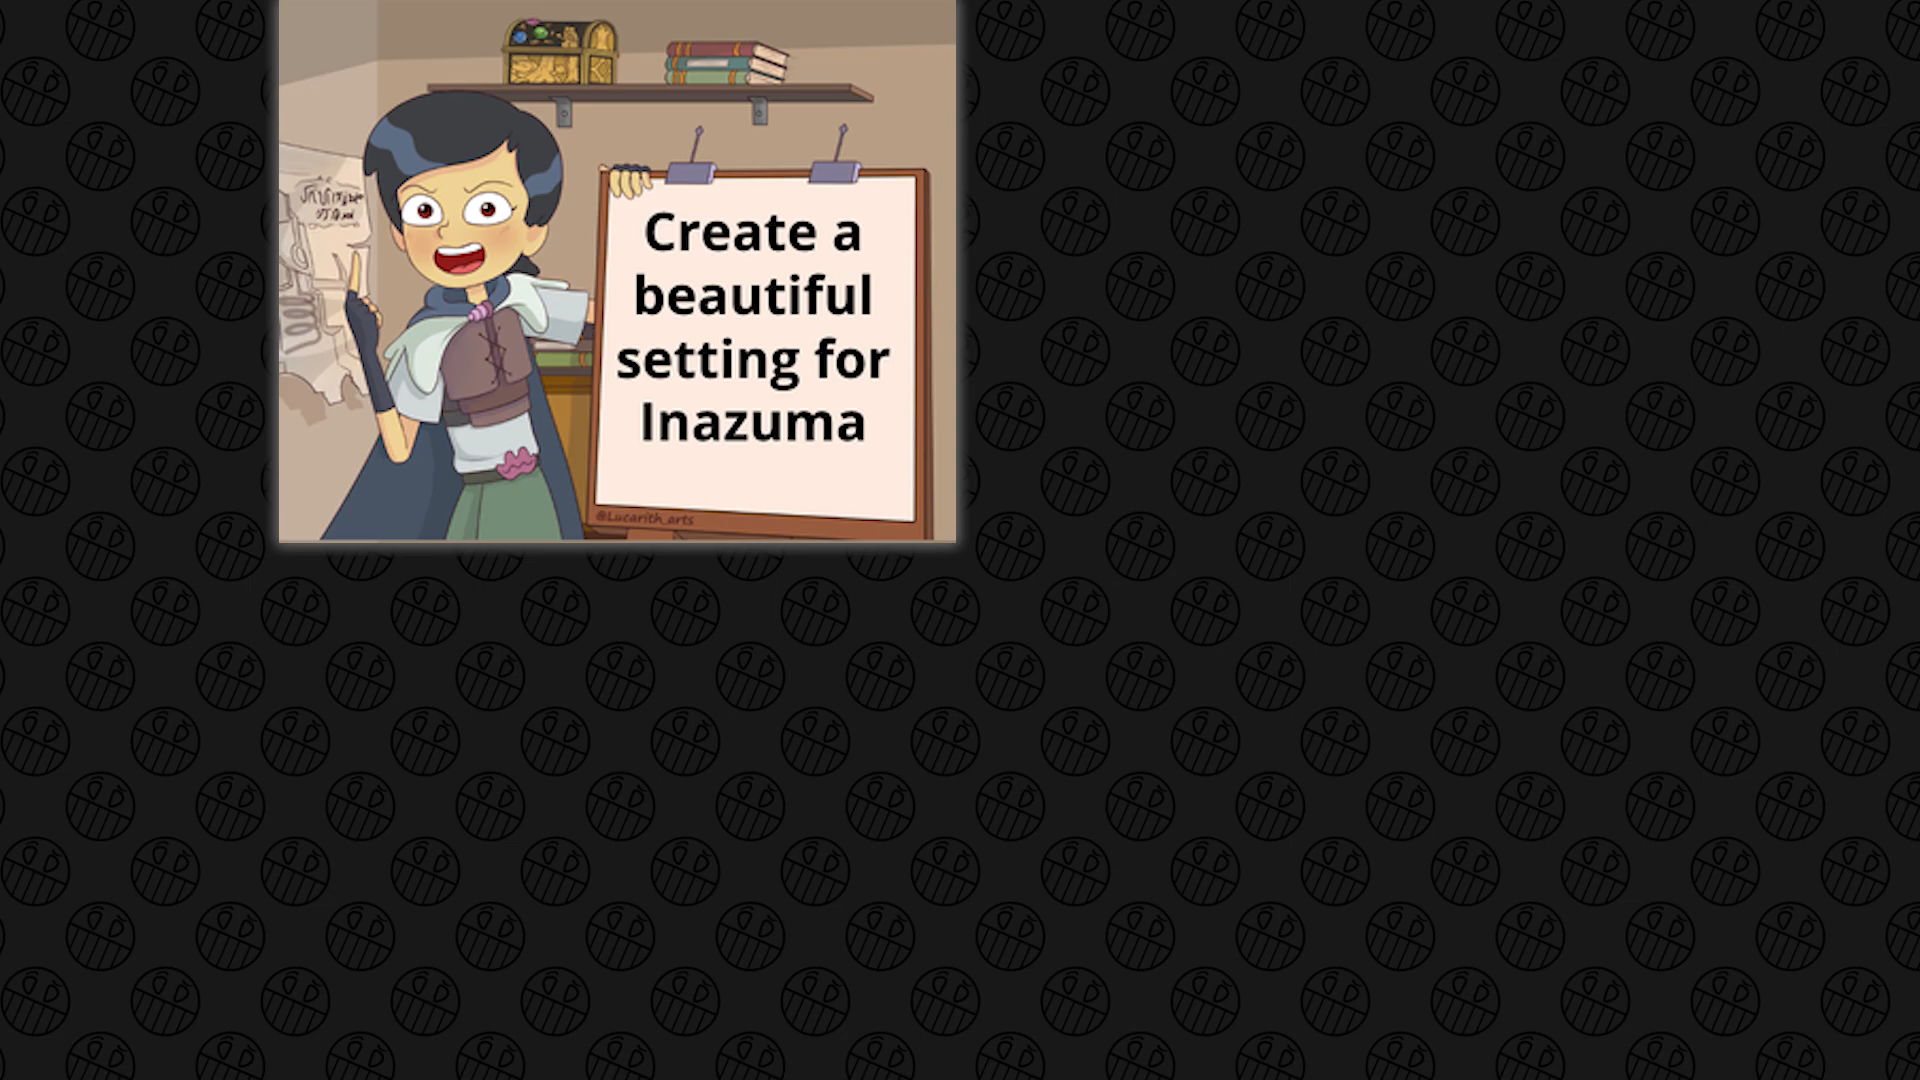 Create a
beautiful
setting for
Inazuma
@Lucarith_arts